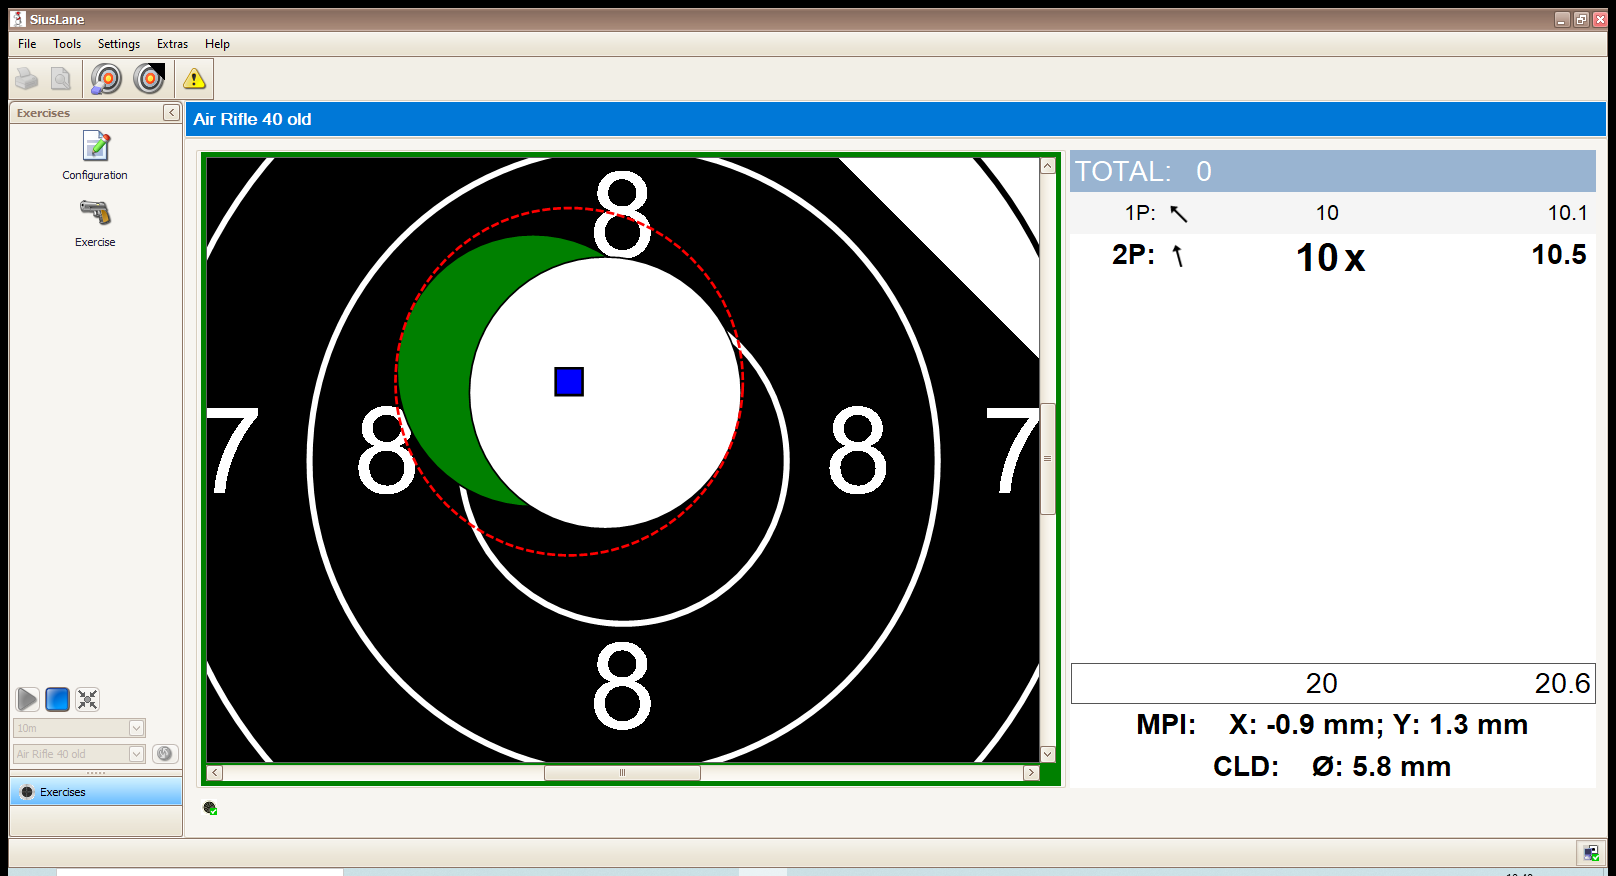 SiusLane
File Tools Settings Extras Help
Exercises
Configuration
Exercise
10m
Air Rifle 40 old
Exercises
Air Rifle 40 old
8
7 8 8 7
8
TOTAL: 0
1P: 10 10.1
2P: 10 x 10.5
20 20.6
MPI: X: -0.9 mm; Y: 1.3 mm
CLD: Ø: 5.8 mm